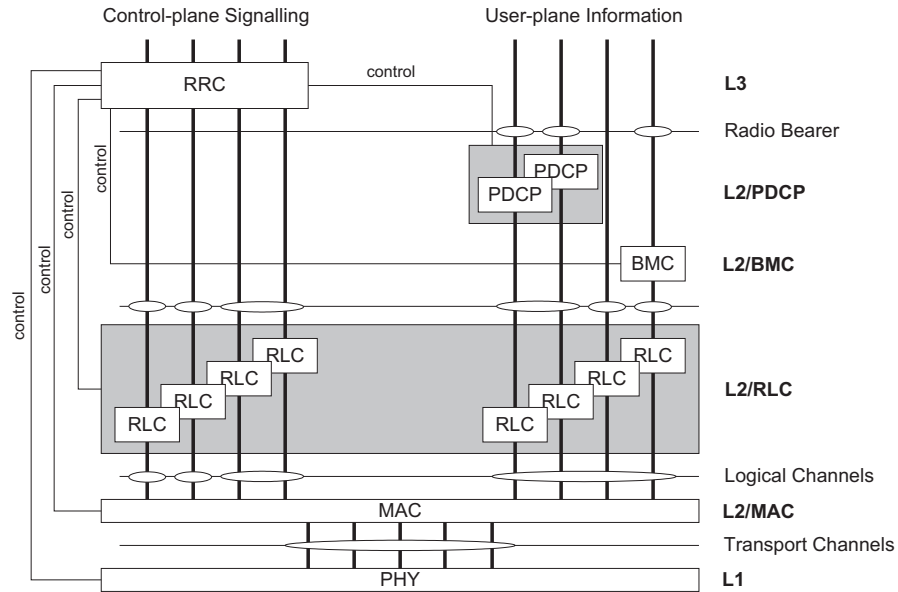 Control-plane Signalling
User-plane Information
RRC
control
L3
Radio Bearer
control
control
control
control
PDCP
PDCP
L2/PDCP
BMC
L2/BMC
RLC
RLC
RLC
RLC
RLC
RLC
RLC
RLC
L2/RLC
Logical Channels
MAC
L2/MAC
Transport Channels
PHY
L1